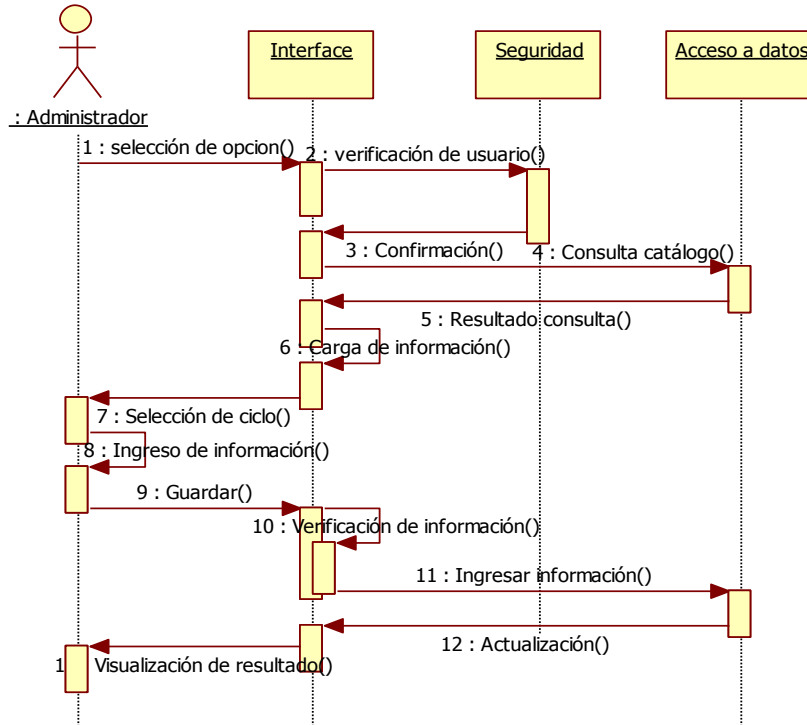 Interface
Seguridad
Acceso a datos
: Administrador
1 : selección de opcion()
2 : verificación de usuario()
3 : Confirmación()
4 : Consulta catálogo()
5 : Resultado consulta()
6 : Carga de información()
7 : Selección de ciclo()
8 : Ingreso de información()
9 : Guardar()
10 : Verificación de información()
11 : Ingresar información()
12 : Actualización()
1 Visualización de resultado()